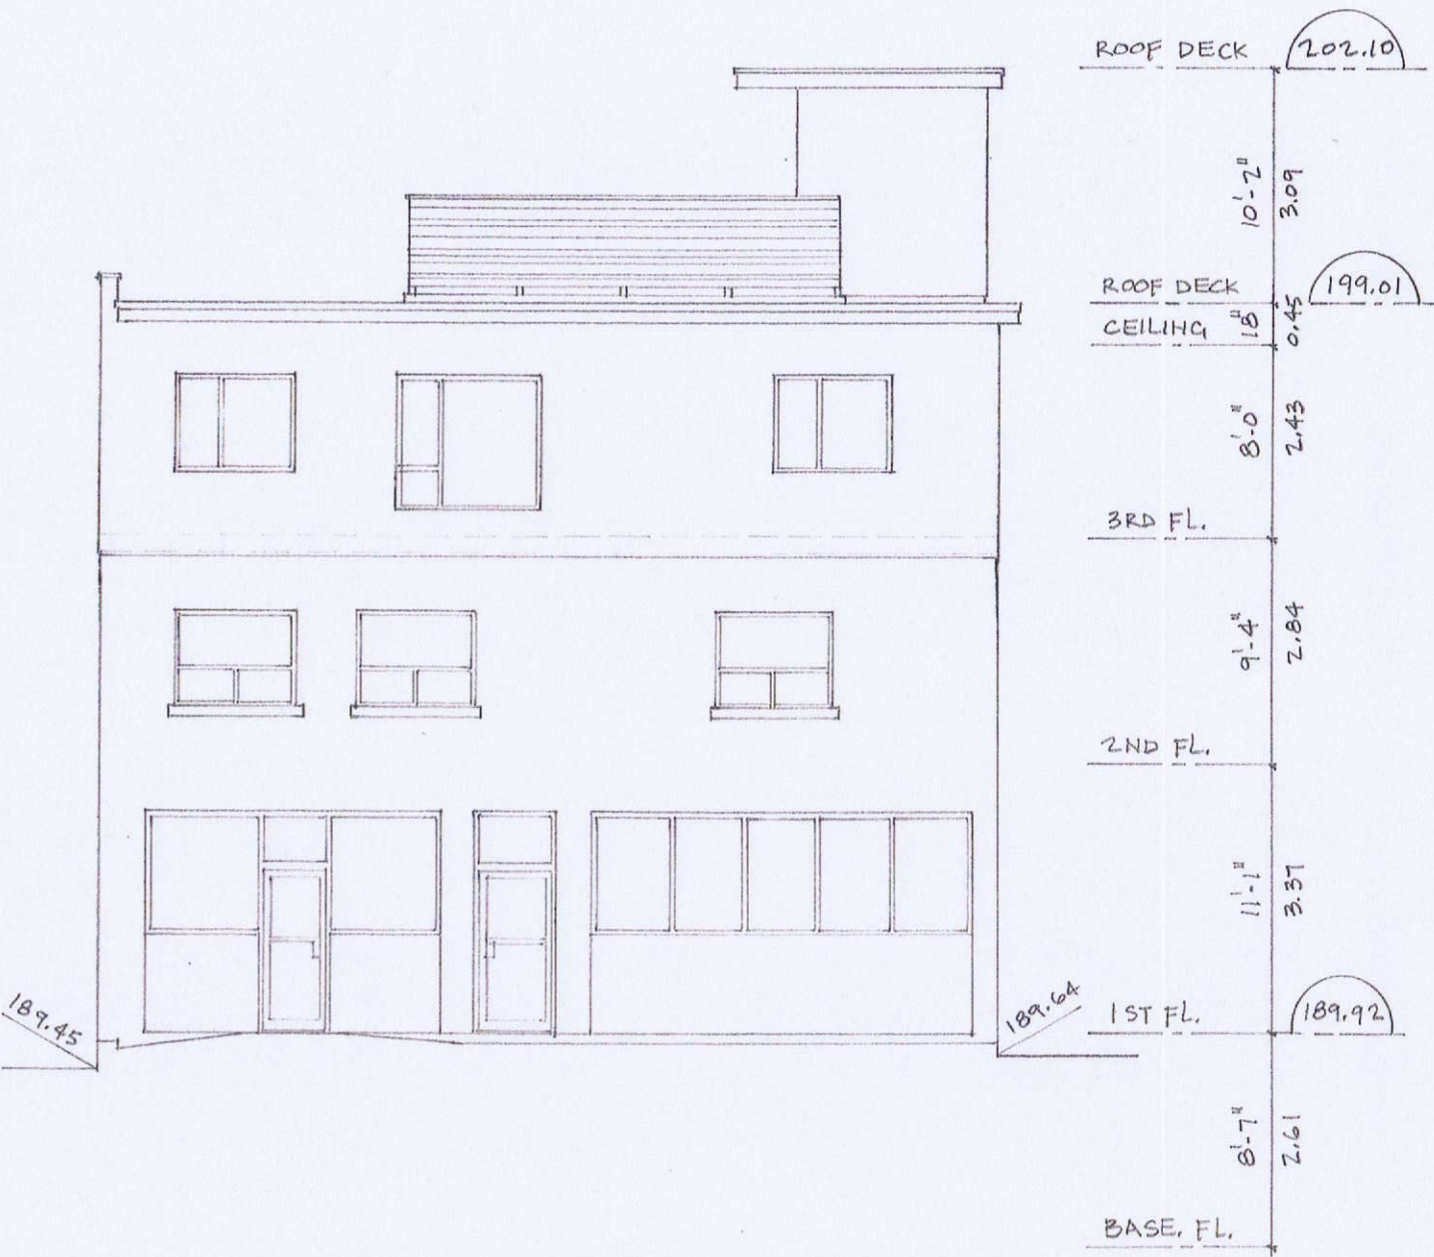 ROOF DECK 202.10
10'-2" 3.09
ROOF DECK 199.01
18" 0.45
CEILING
8'-0" 2.43
3RD FL.
9'-4" 2.84
2ND FL.
11'-1" 3.37
189.45
189.64
1ST FL. 189.92
8'-7" 2.61
BASE. FL.